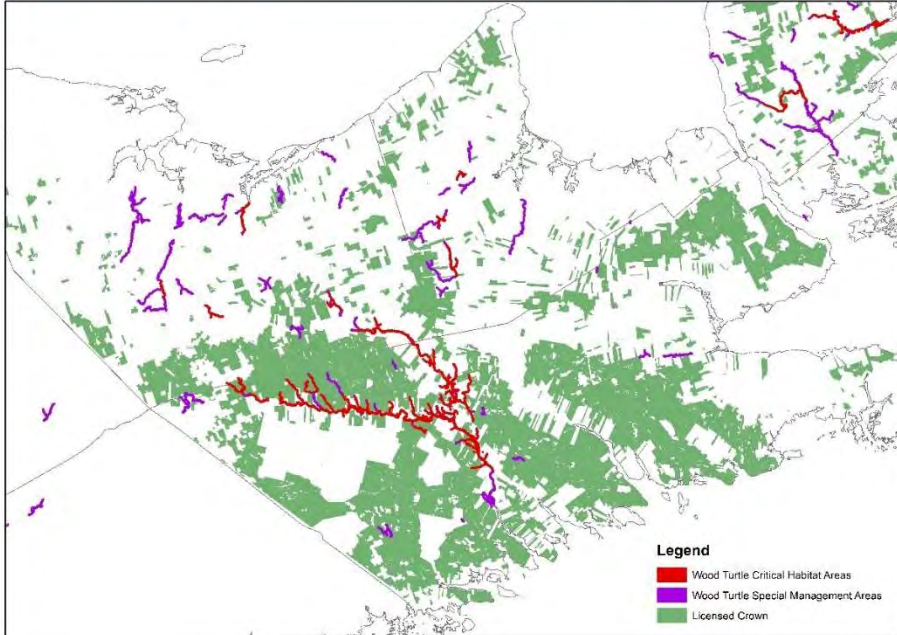 Legend
Wood Turtle Critical Habitat Areas
Wood Turtle Special Management Areas
Licensed Crown